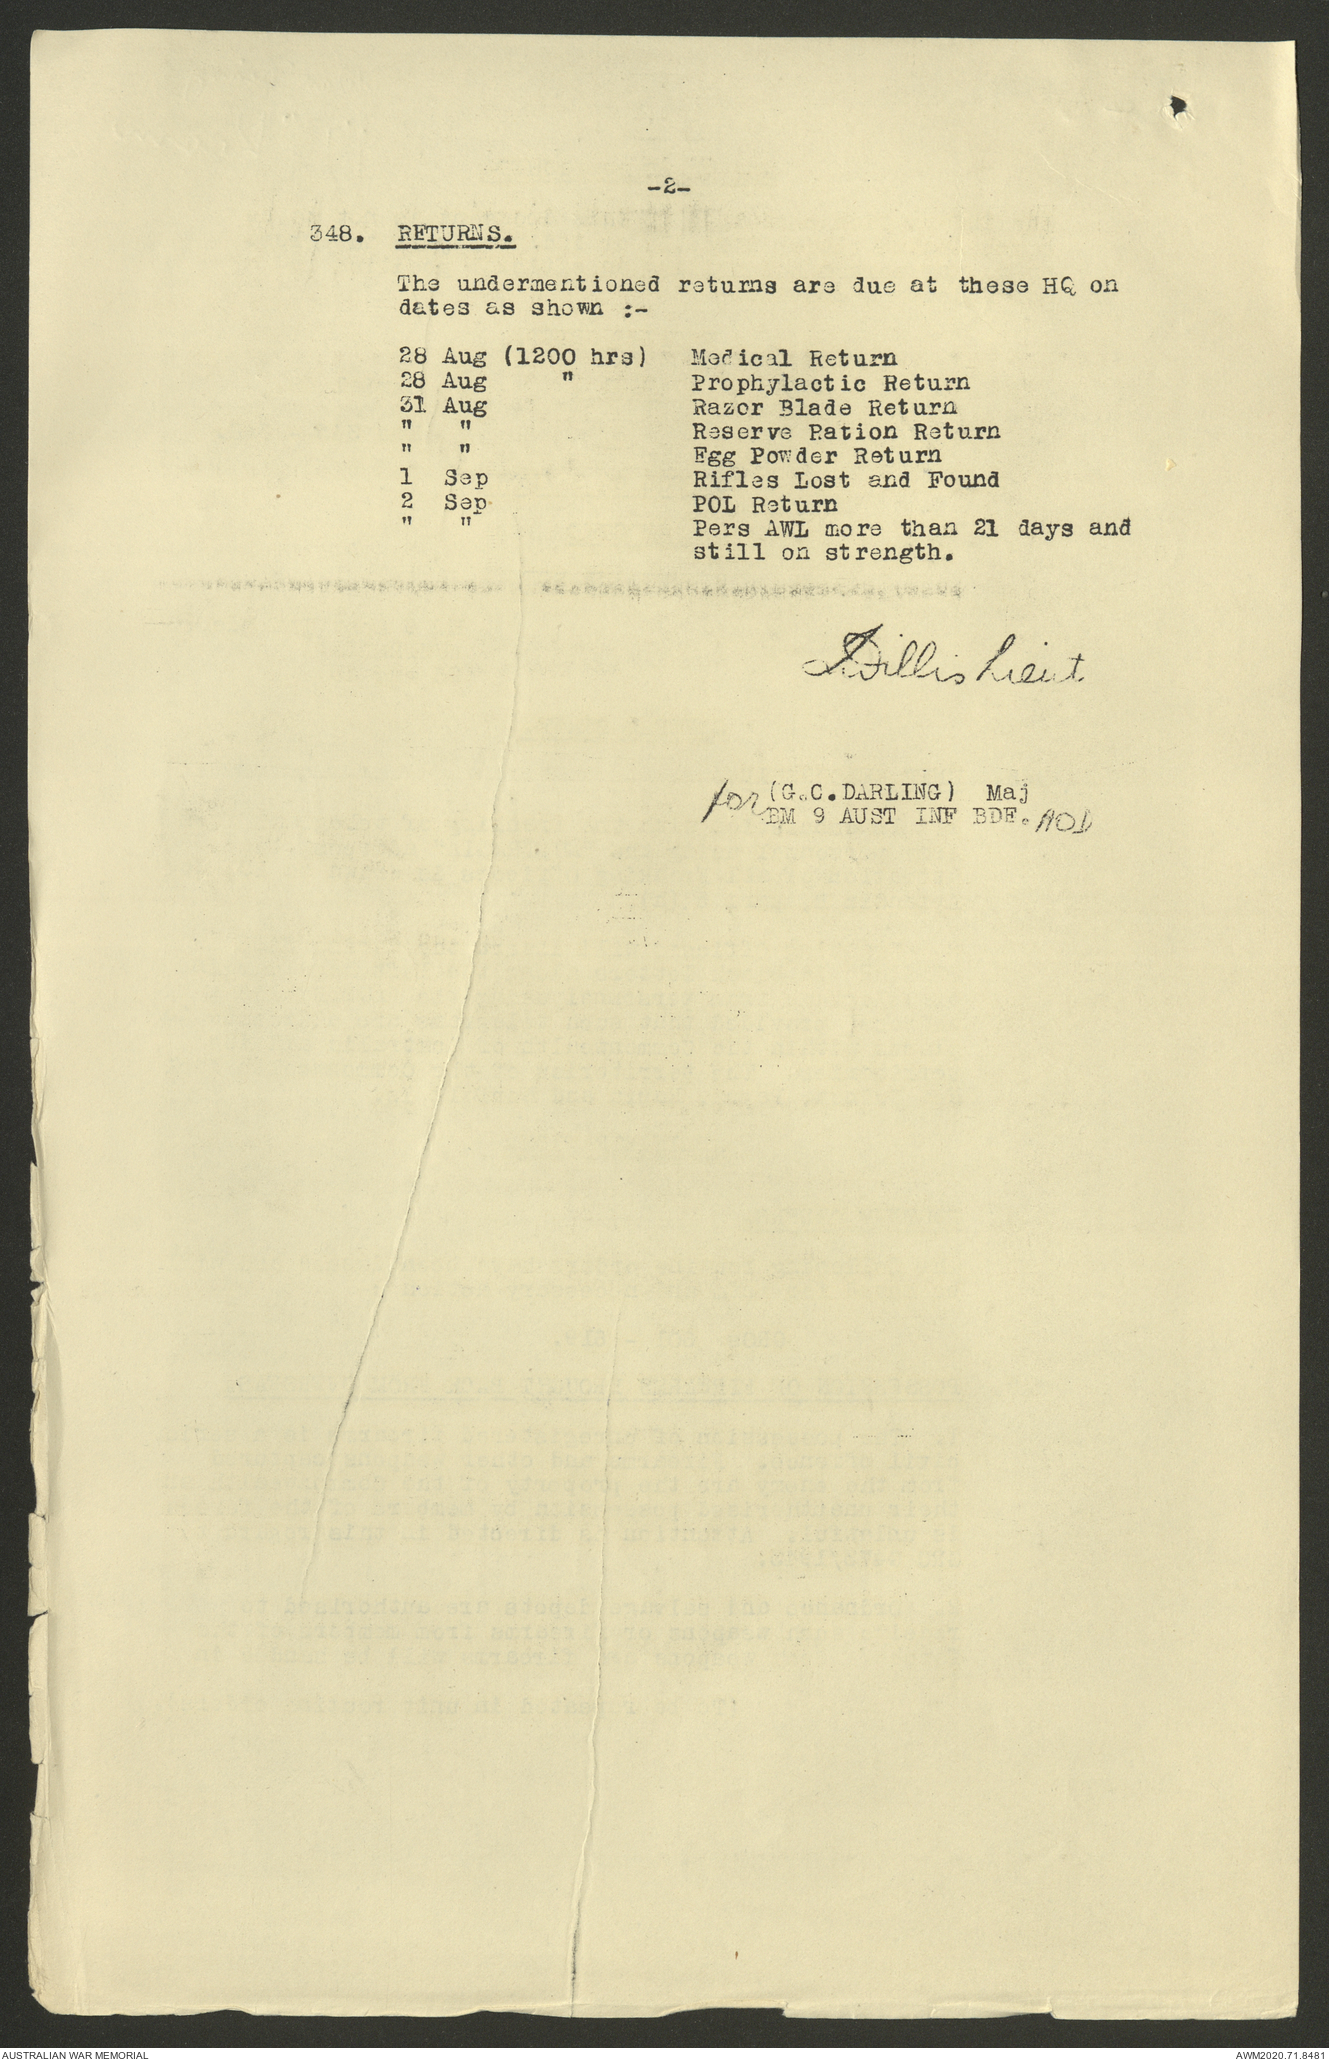 -2-
348. RETURNS.
The undermentioned returns are due at these HQ on
dates as shown :-
28 Aug (1200 hrs) Medical Return
28 Aug " Prophylactic Return
31 Aug Razor Blade Return
" " Reserve Ration Return
" " Egg Powder Return
1 Sep Rifles Lost and Found
2 Sep POL Return
" " Pers AWL more than 21 days and
still on strength.
Lieut
for (G.C.DARLING) Maj
BM 9 AUST INF BDE. AOD
AUSTRALIAN WAR MEMORIAL
AWM2020.71.8481